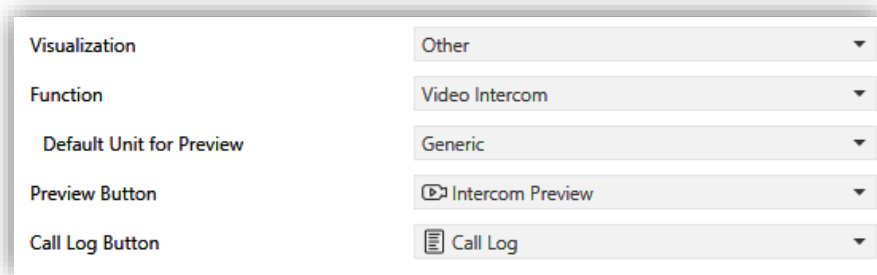 Visualization Other
Function Video Intercom
Default Unit for Preview Generic
Preview Button Intercom Preview
Call Log Button Call Log